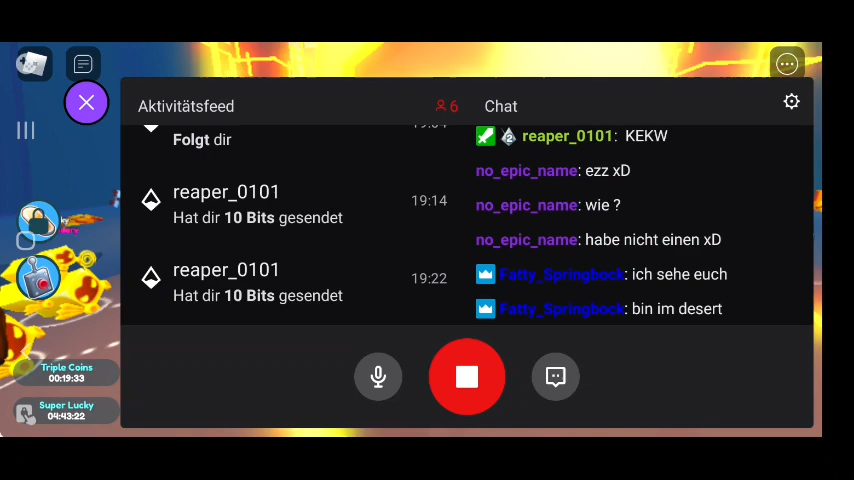 Aktivitätsfeed
6
Chat
Folgt dir
reaper_0101
Hat dir 10 Bits gesendet
19:14
reaper_0101
Hat dir 10 Bits gesendet
19:22
2 reaper_0101: KEKW
no_epic_name: ezz xD
no_epic_name: wie ?
no_epic_name: habe nicht einen xD
Fatty_Springbock: ich sehe euch
Fatty_Springbock: bin im desert
Triple Coins
00:19:33
Super Lucky
04:43:22